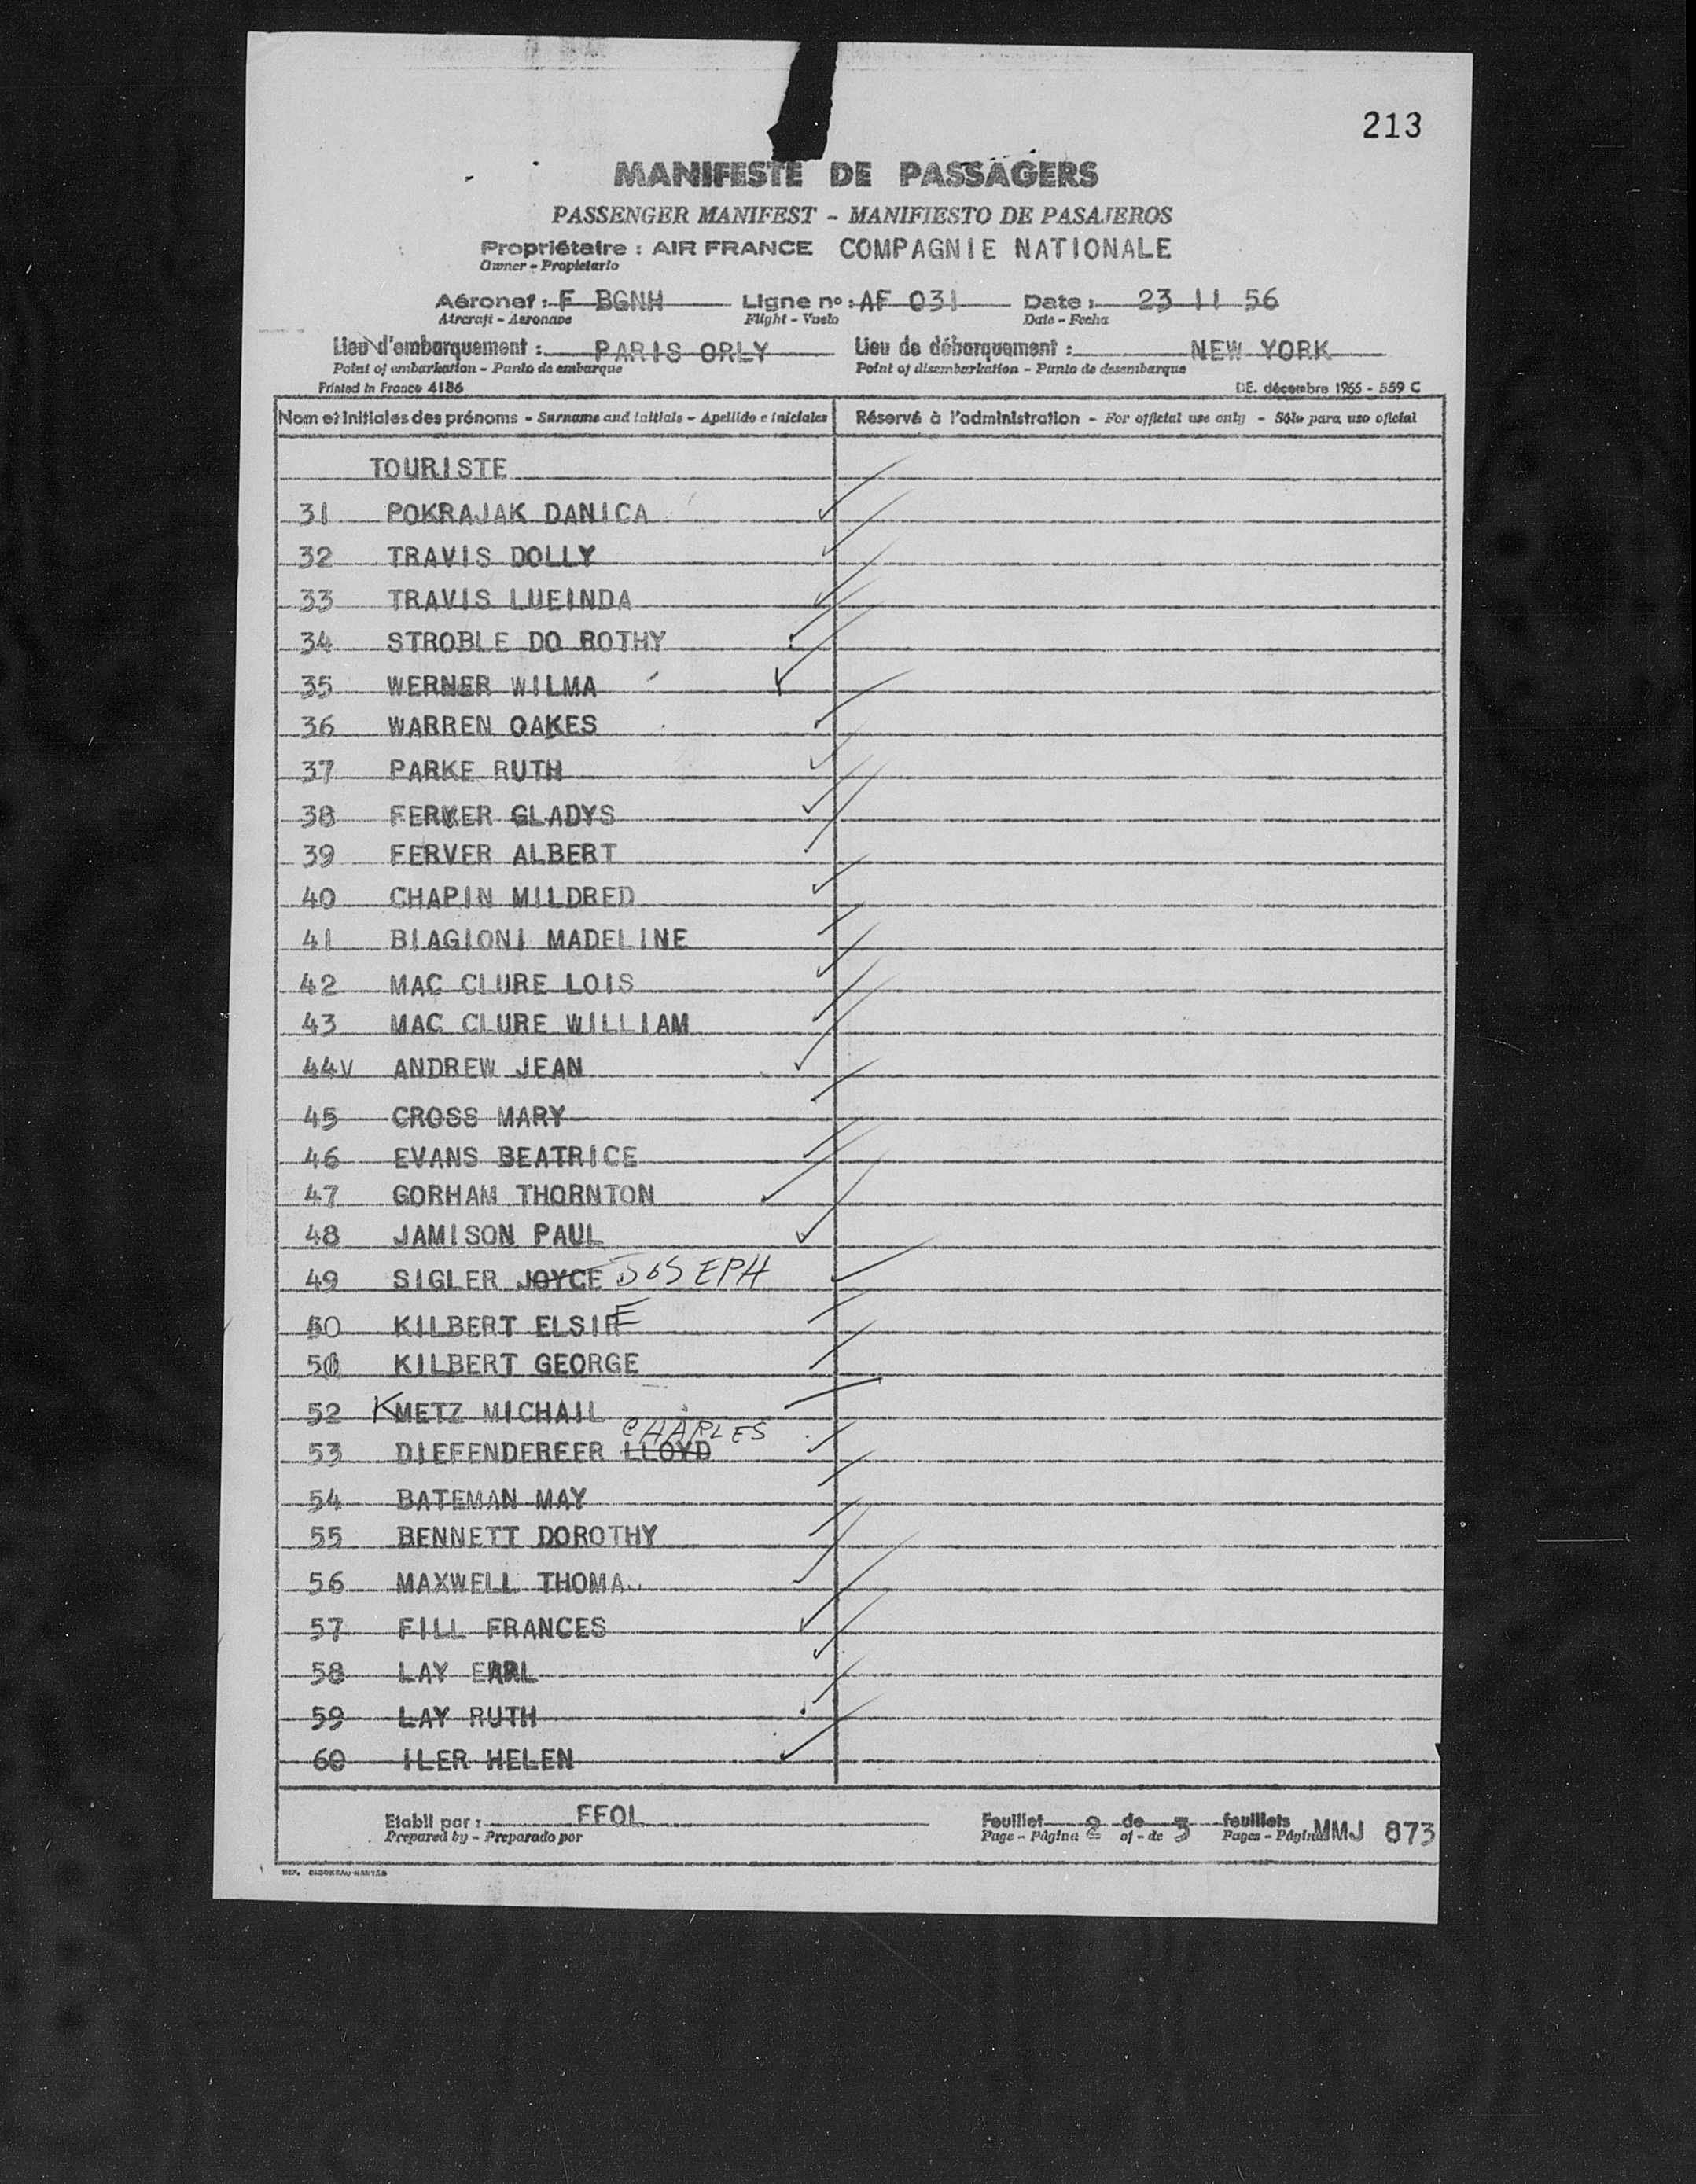 213
MANIFESTE DE PASSAGERS
PASSENGER MANIFEST - MANIFIESTO DE PASAJEROS
Propriétaire : AIR FRANCE COMPAGNIE NATIONALE
Owner - Propietario
Aéronef : F BGNH Ligne no : AF 031 Date : 23 11 56
Aircraft - Aeronave Flight - Vuelo Date - Fecha
Lieu d'embarquement : PARIS ORLY Lieu de débarquement : NEW YORK
Point of embarkation - Punto de embarque Point of disembarkation - Punto de desembarque
Printed in France 4186 DE. décembre 1955 - 559 C
Nom et initiales des prénoms - Surname and initials - Apellido e iniciales Réservé à l'administration - For official use only - Sólo para uso oficial
TOURISTE
31 POKRAJAK DANICA
32 TRAVIS DOLLY
33 TRAVIS LUEINDA
34 STROBLE DO ROTHY
35 WERNER WILMA
36 WARREN OAKES
37 PARKE RUTH
38 FERVER GLADYS
39 FERVER ALBERT
40 CHAPIN MILDRED
41 BIAGIONI MADELINE
42 MAC CLURE LOIS
43 MAC CLURE WILLIAM
44V ANDREW JEAN
45 CROSS MARY
46 EVANS BEATRICE
47 GORHAM THORNTON
48 JAMISON PAUL
49 SIGLER JOYCE JOSEPH
50 KILBERT ELSIE
51 KILBERT GEORGE
52 KMETZ MICHAIL
CHARLES
53 DIEFENDERFER LLOYD
54 BATEMAN MAY
55 BENNETT DOROTHY
56 MAXWELL THOMA
57 FILL FRANCES
58 LAY EARL
59 LAY RUTH
60 ILER HELEN
Etabli par : FFOL Feuillet 2 de 3 feuillets MMJ 873
Prepared by - Preparado por Page - Página of - de Pages - Páginas